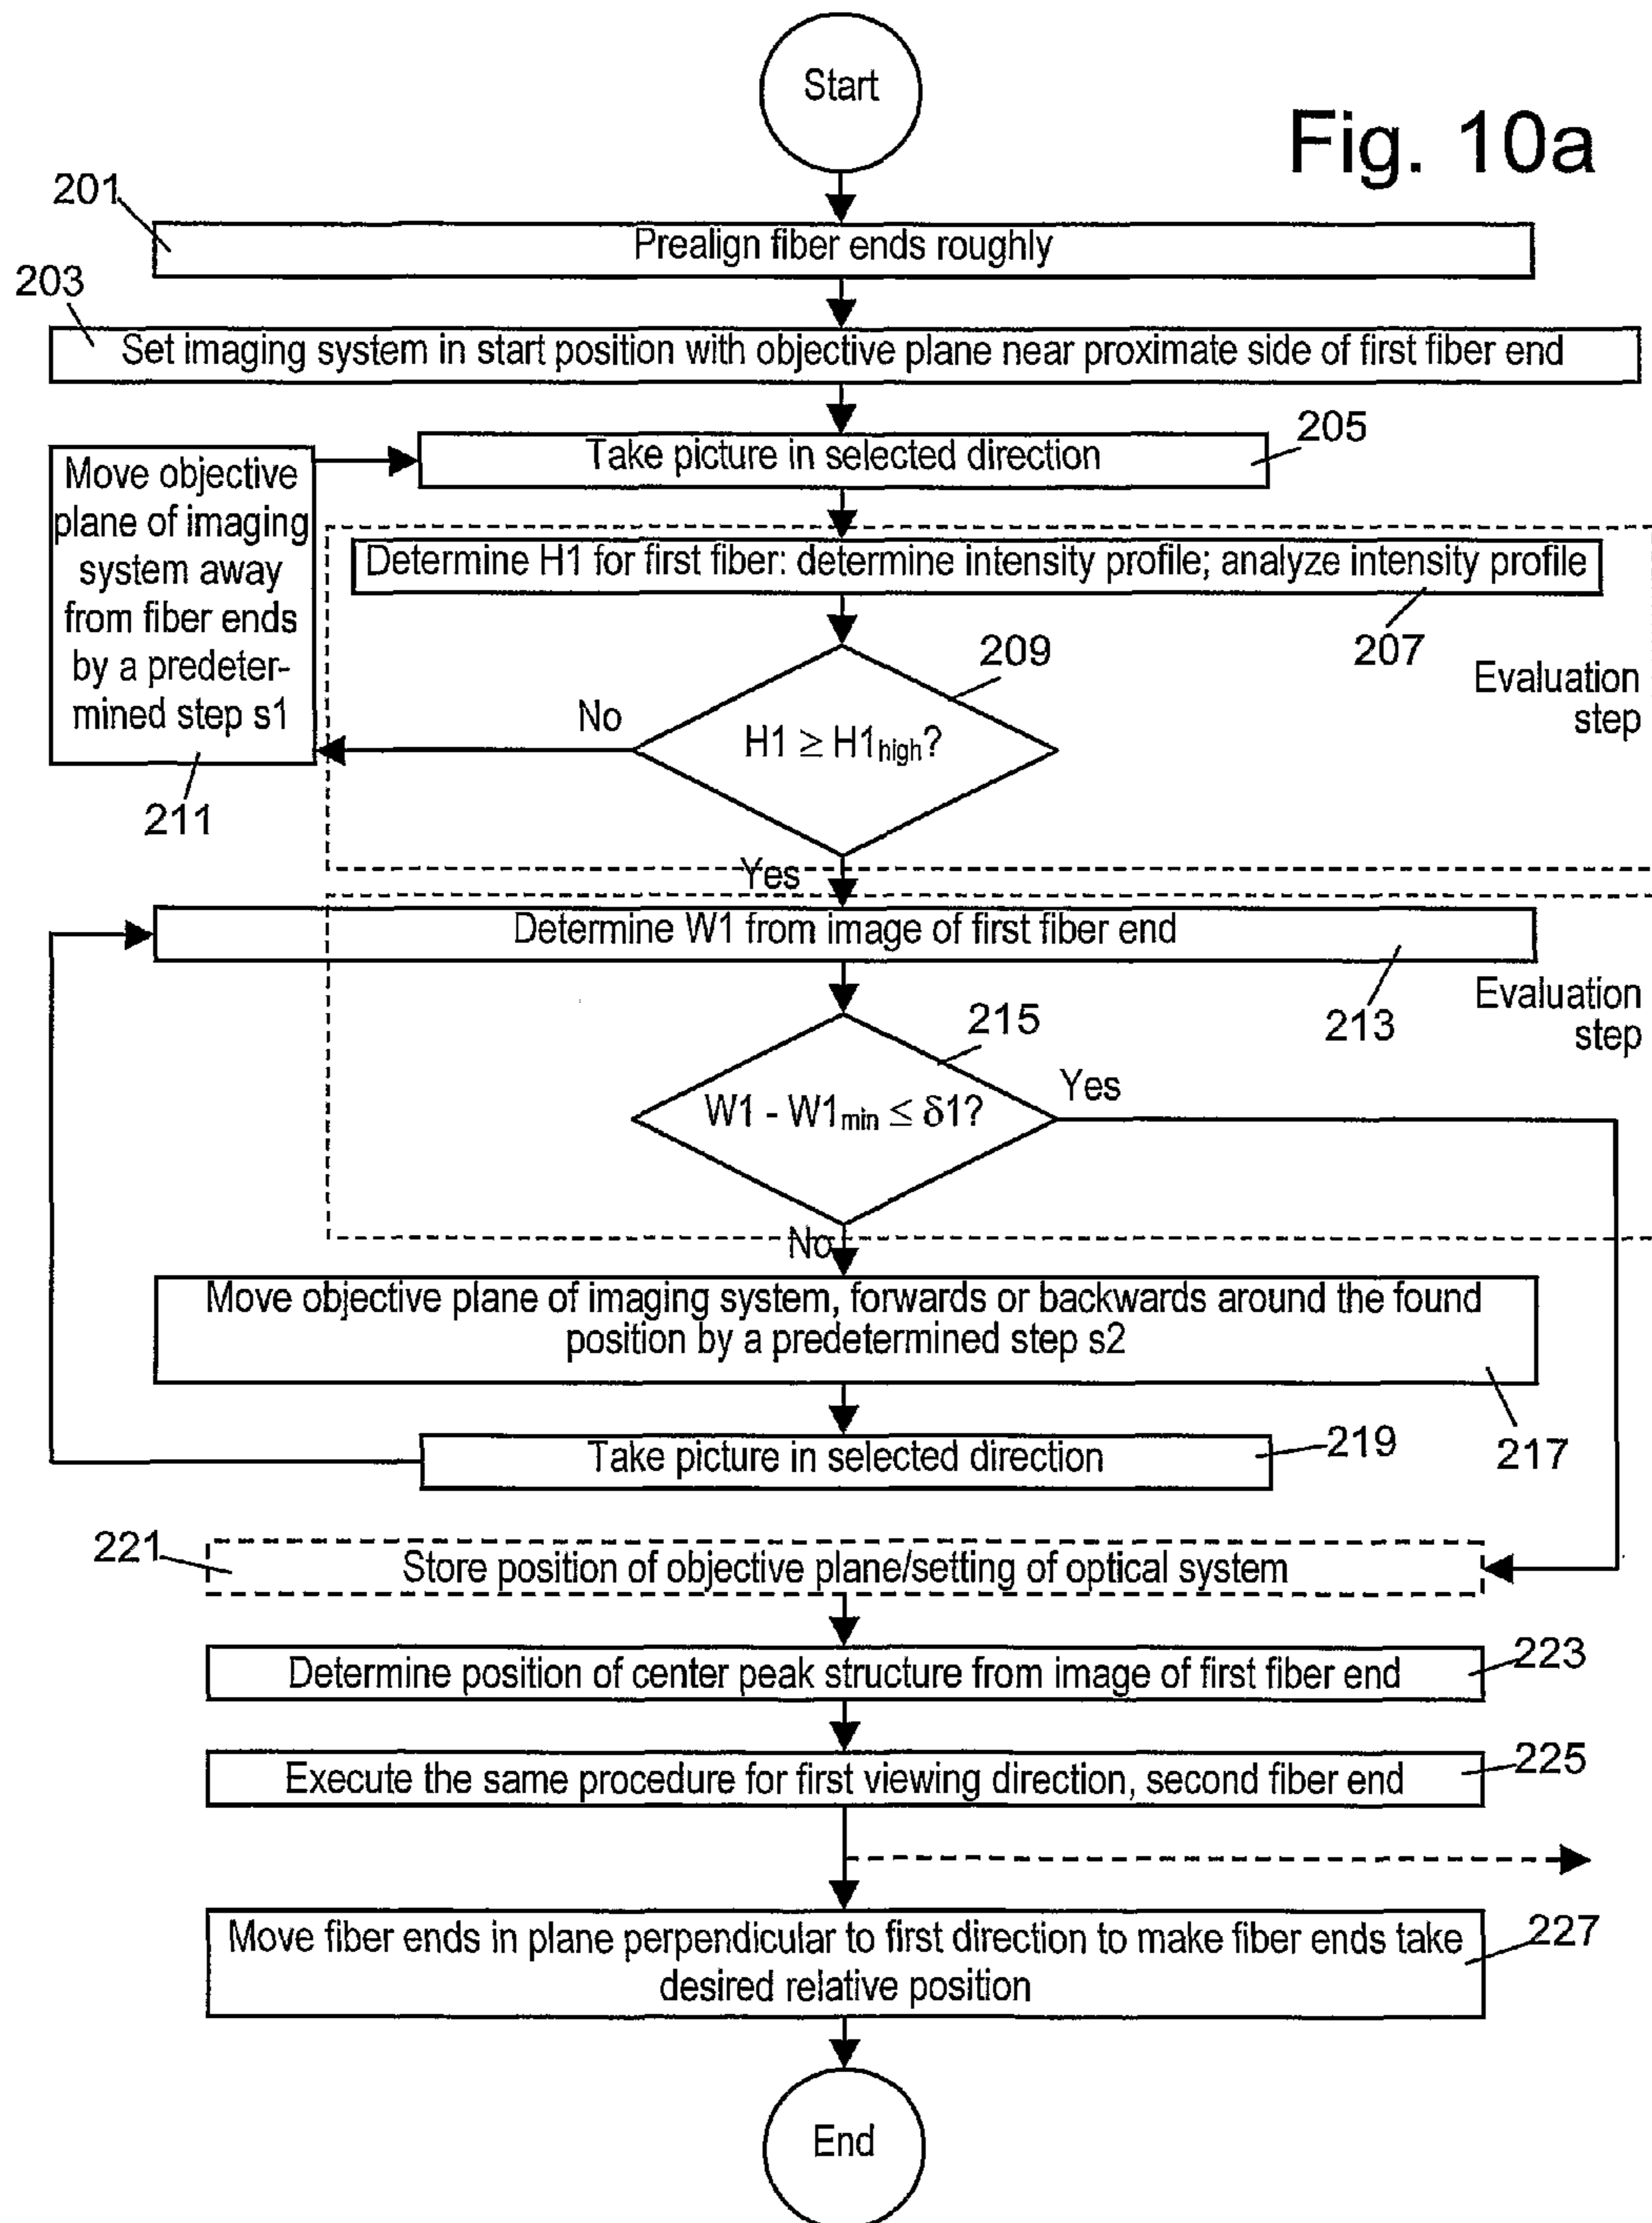 Start
Fig. 10a
201
Prealign fiber ends roughly
203
Set imaging system in start position with objective plane near proximate side of first fiber end
205
Take picture in selected direction
Move objective
plane of imaging
system away
from fiber ends
by a predeter-
mined step s1
211
Determine H1 for first fiber: determine intensity profile; analyze intensity profile
207
209
Evaluation
step
No
H1 ≥ H1high?
Yes
Determine W1 from image of first fiber end
213
Evaluation
step
215
Yes
W1 - W1min ≤ δ1?
No
Move objective plane of imaging system, forwards or backwards around the found
position by a predetermined step s2
217
Take picture in selected direction
219
221
Store position of objective plane/setting of optical system
Determine position of center peak structure from image of first fiber end
223
Execute the same procedure for first viewing direction, second fiber end
225
Move fiber ends in plane perpendicular to first direction to make fiber ends take
desired relative position
227
End